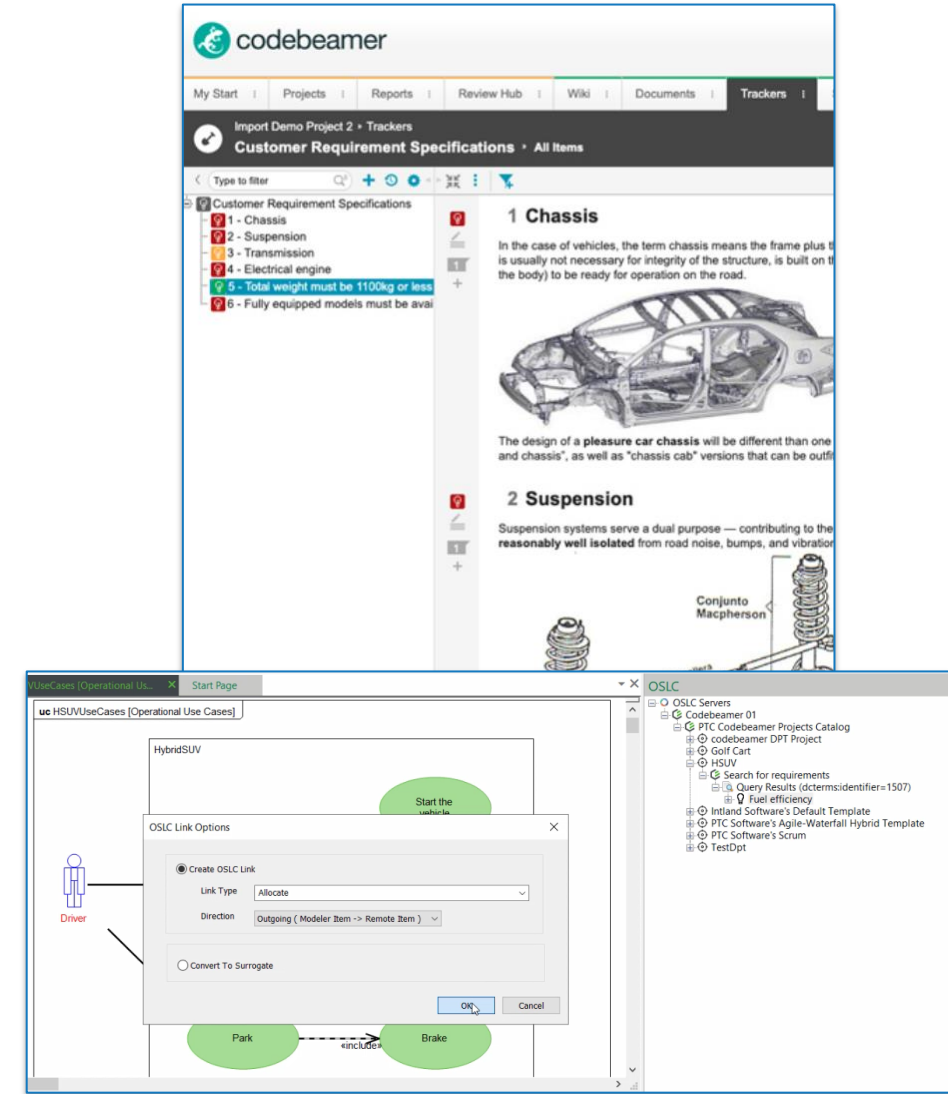 codebeamer
My Start
Projects
Reports
Review Hub
Wiki
Documents
Trackers
Import Demo Project 2 • Trackers
Customer Requirement Specifications › All Items
Type to filter
Customer Requirement Specifications
1 - Chassis
2 - Suspension
3 - Transmission
4 - Electrical engine
5 - Total weight must be 1100kg or less
6 - Fully equipped models must be avai
1
1 Chassis
In the case of vehicles, the term chassis means the frame plus
is usually not necessary for integrity of the structure, is built on
the body) to be ready for operation on the road.
The design of a pleasure car chassis will be different than one
and chassis", as well as "chassis cab" versions that can be outfi
1
2 Suspension
Suspension systems serve a dual purpose — contributing to the
reasonably well isolated from road noise, bumps, and vibration
Conjunto
Macpherson
VUseCases [Operational Us...
Start Page
uc HSUVUseCases [Operational Use Cases]
HybridSUV
Start the
vehicle
Driver
OSLC Link Options
Create OSLC Link
Link Type
Allocate
Direction
Outgoing ( Modeler Item -> Remote Item )
Convert To Surrogate
OK
Cancel
Park
«include»
Brake
OSLC
OSLC Servers
Codebeamer 01
PTC Codebeamer Projects Catalog
codebeamer DPT Project
Golf Cart
HSUV
Search for requirements
Query Results (dcterms:identifier=1507)
Fuel efficiency
Intland Software's Default Template
PTC Software's Agile-Waterfall Hybrid Template
PTC Software's Scrum
TestDpt